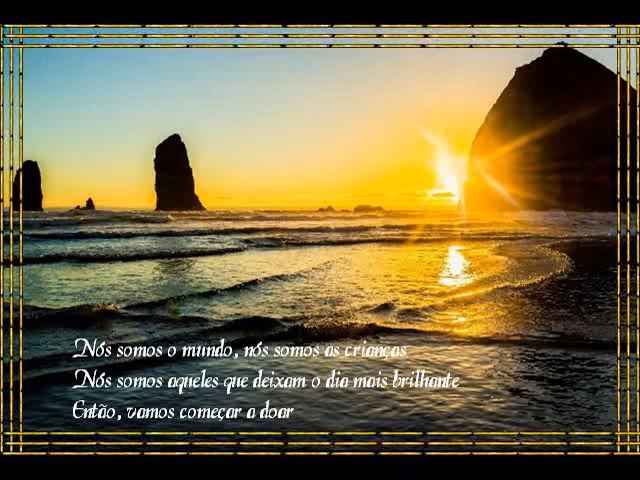 Nós somos o mundo, nós somos as crianças
Nós somos aqueles que deixam o dia mais brilhante
Então, vamos começar a doar